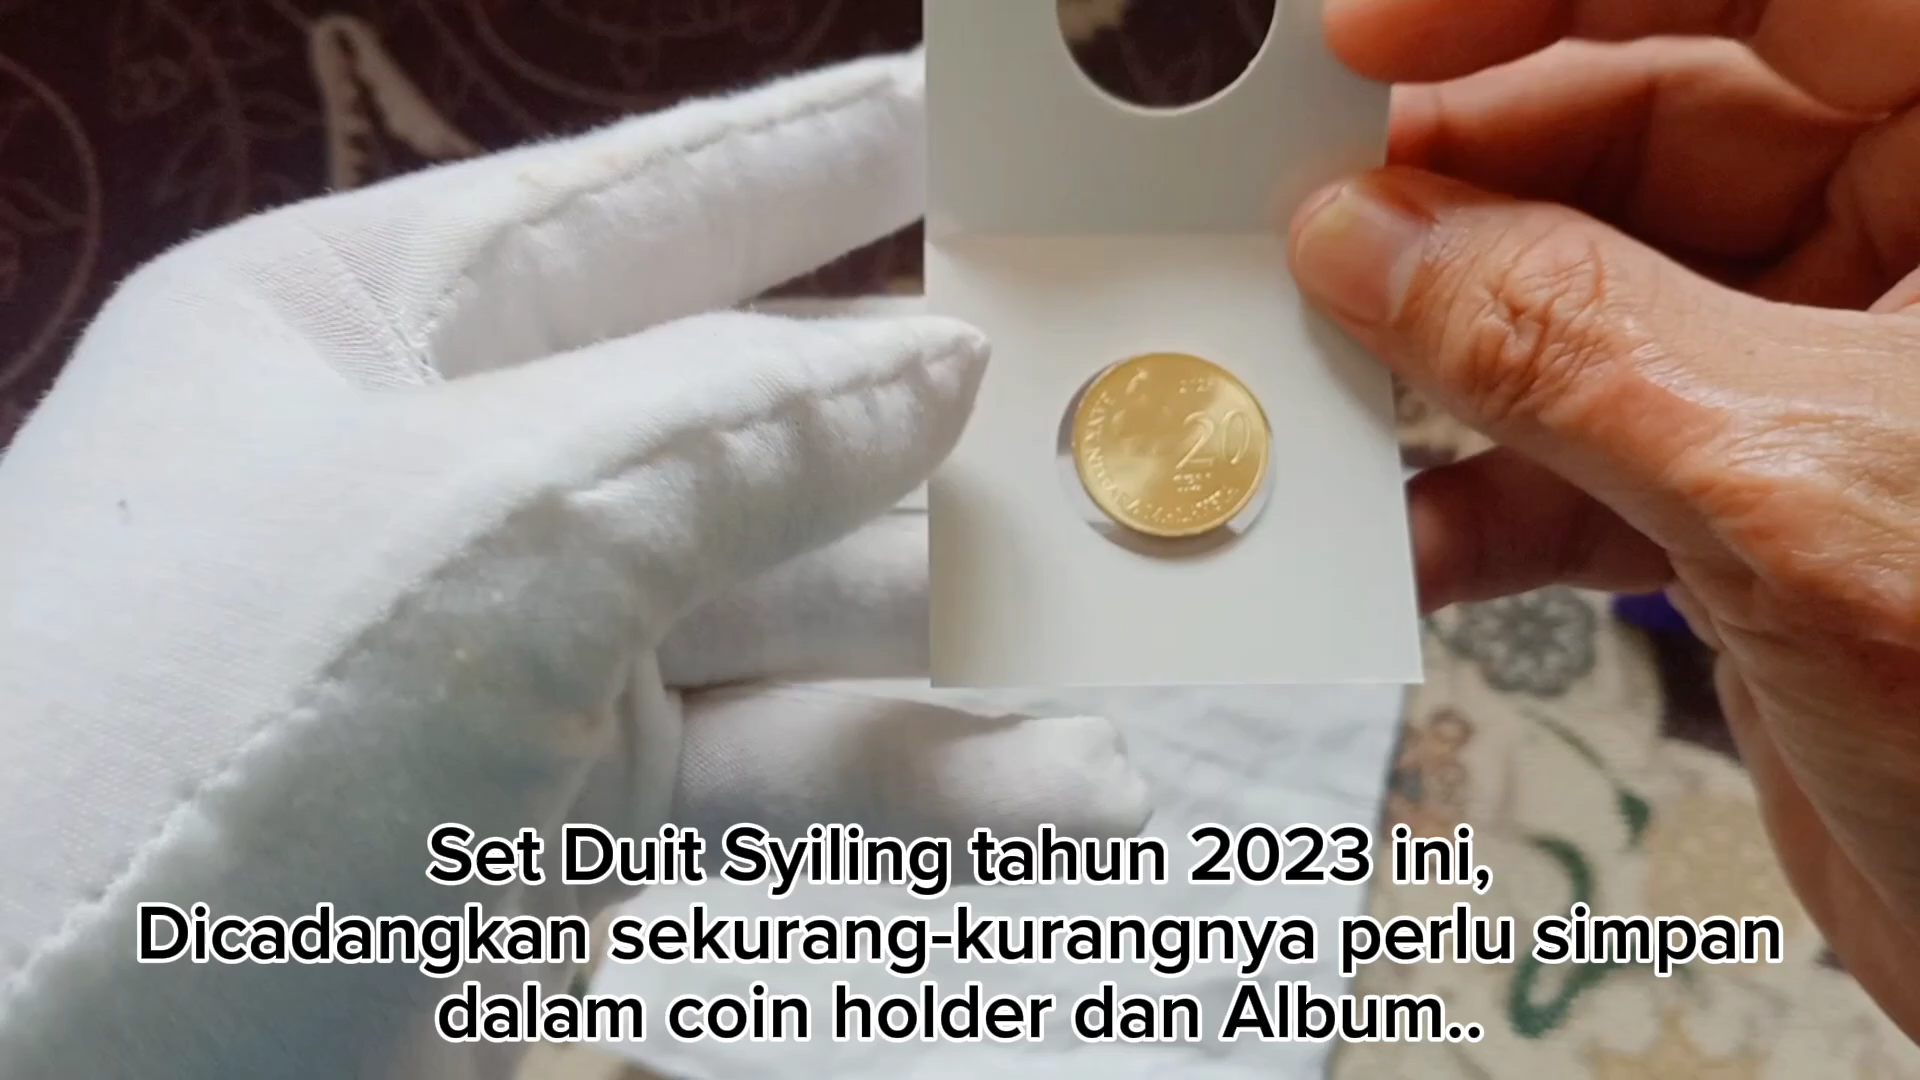 20
Set Duit Syiling tahun 2023 ini,
Dicadangkan sekurang-kurangnya perlu simpan
dalam coin holder dan Album..